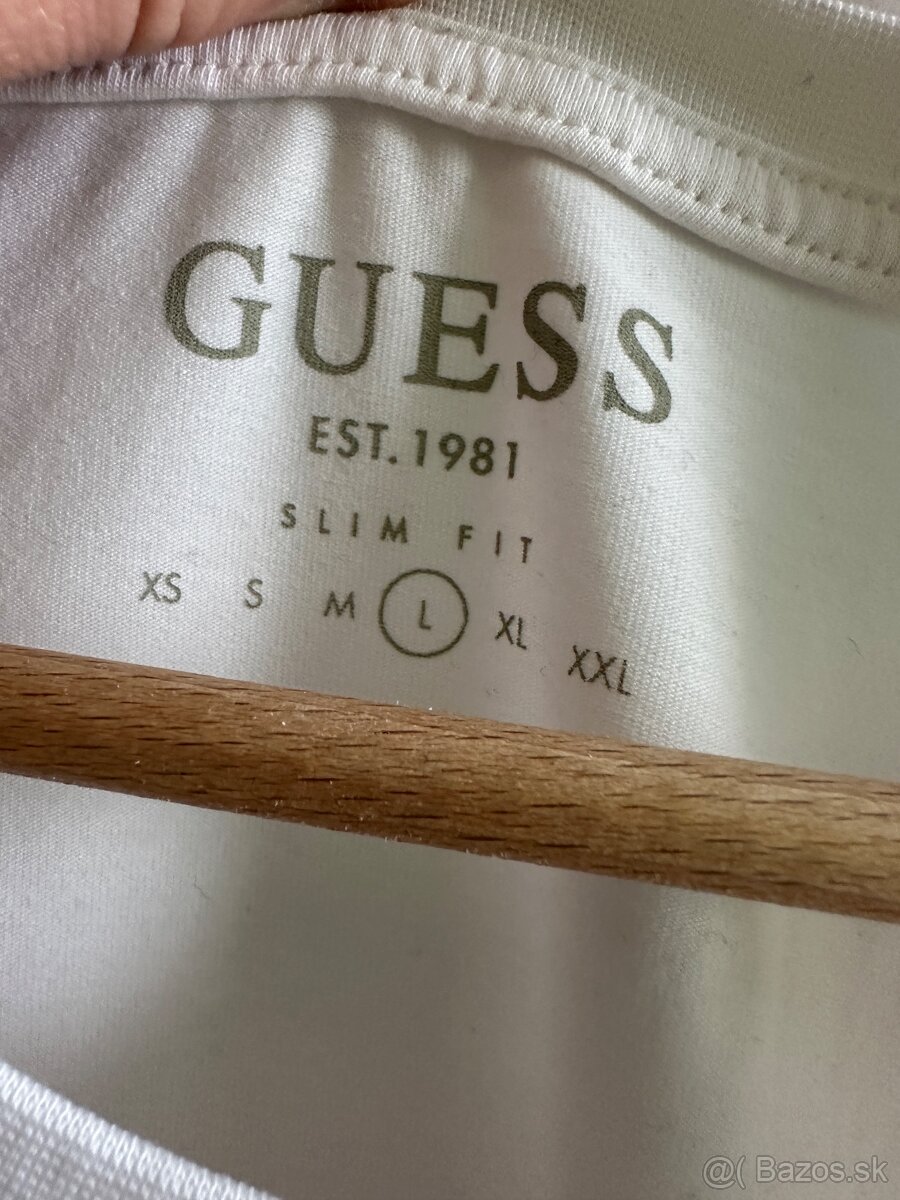 GUESS
EST. 1981
SLIM FIT
XS S M L XL XXL
@( Bazos.sk